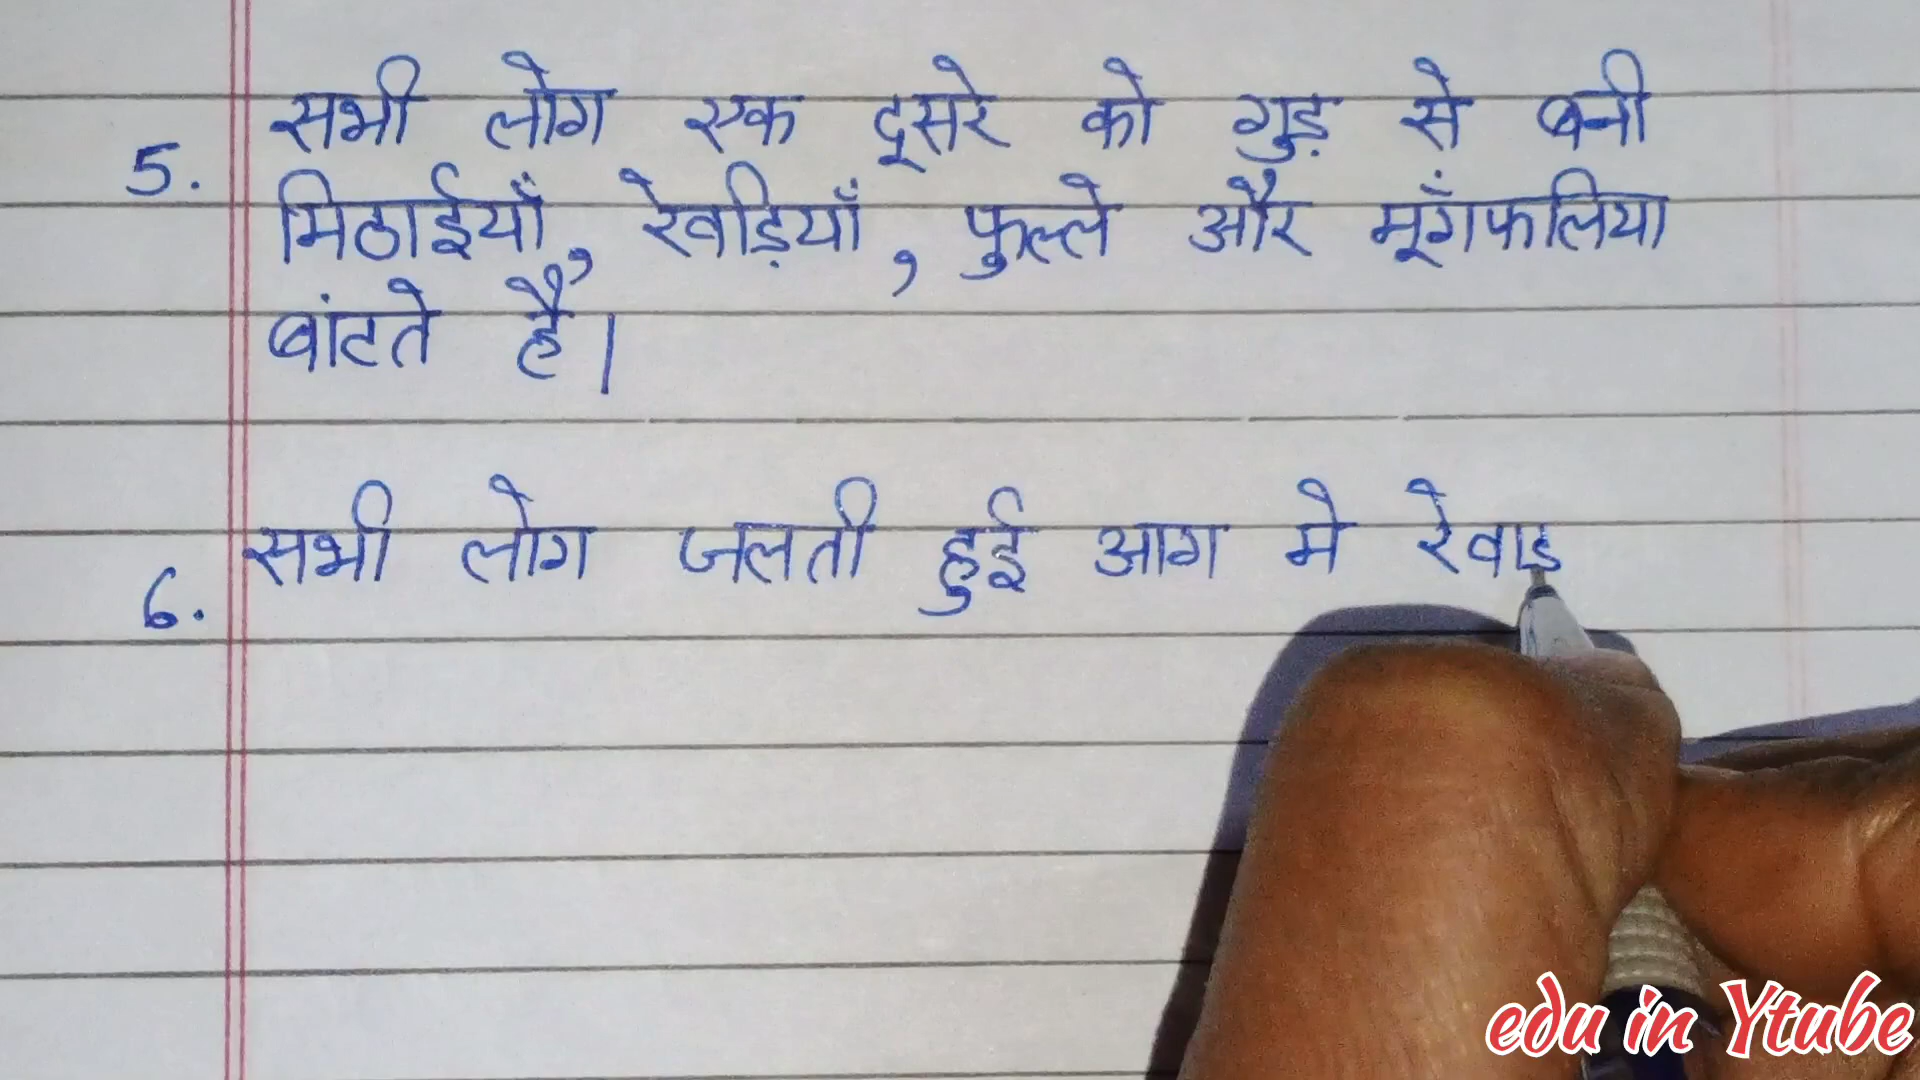 5. सभी लोग एक दूसरे को गुड़ से बनी
मिठाईयाँ, रेवड़ियाँ, फुल्ले और मूँगफलिया
बांटते हैं।
6. सभी लोग जलती हुई आग मे
edu in Ytube